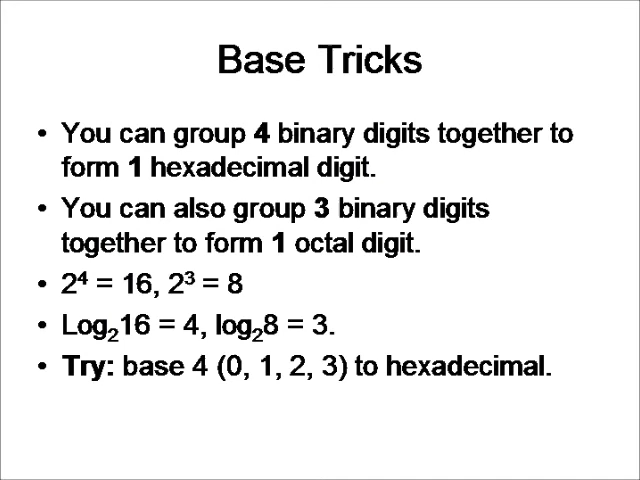 Base Tricks
• You can group 4 binary digits together to
form 1 hexadecimal digit.
• You can also group 3 binary digits
together to form 1 octal digit.
• 2⁴ = 16, 2³ = 8
• Log₂16 = 4, log₂8 = 3.
• Try: base 4 (0, 1, 2, 3) to hexadecimal.